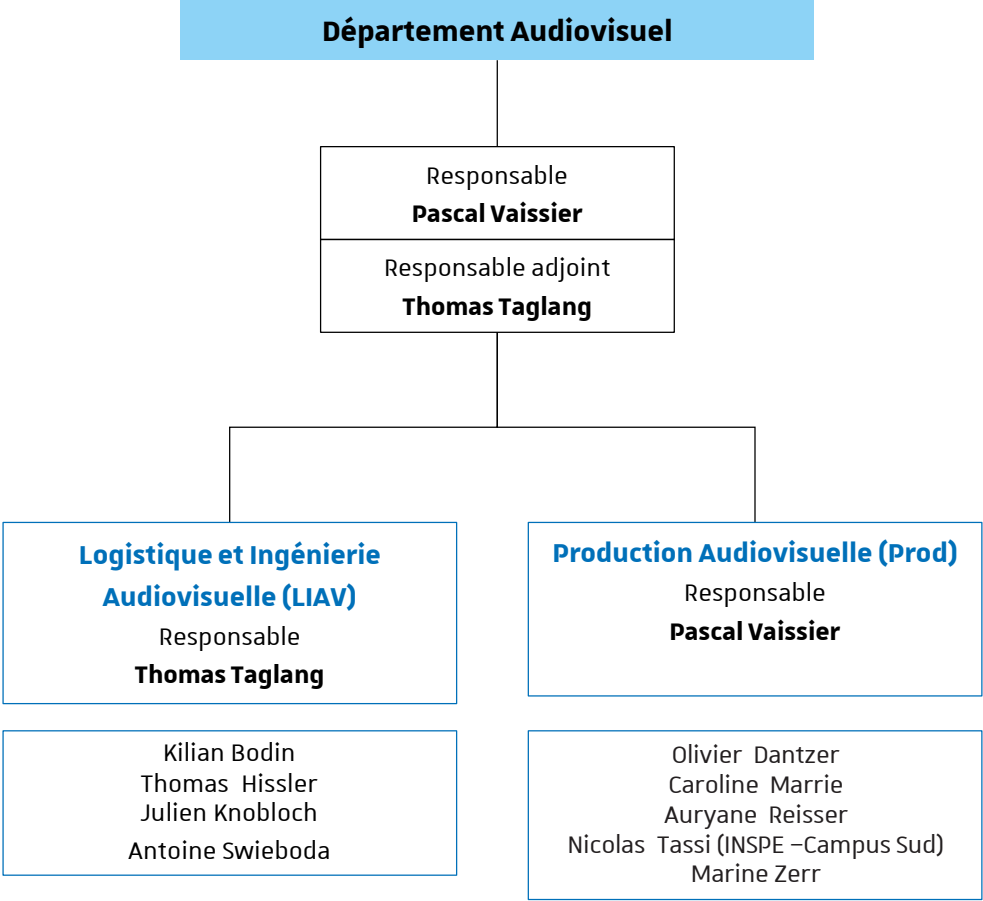 Département Audiovisuel
Responsable
Pascal Vaissier
Responsable adjoint
Thomas Taglang
Logistique et Ingénierie
Audiovisuelle (LIAV)
Responsable
Thomas Taglang
Production Audiovisuelle (Prod)
Responsable
Pascal Vaissier
Kilian Bodin
Thomas Hissler
Julien Knobloch
Antoine Swieboda
Olivier Dantzer
Caroline Marrie
Auryane Reisser
Nicolas Tassi (INSPE –Campus Sud)
Marine Zerr